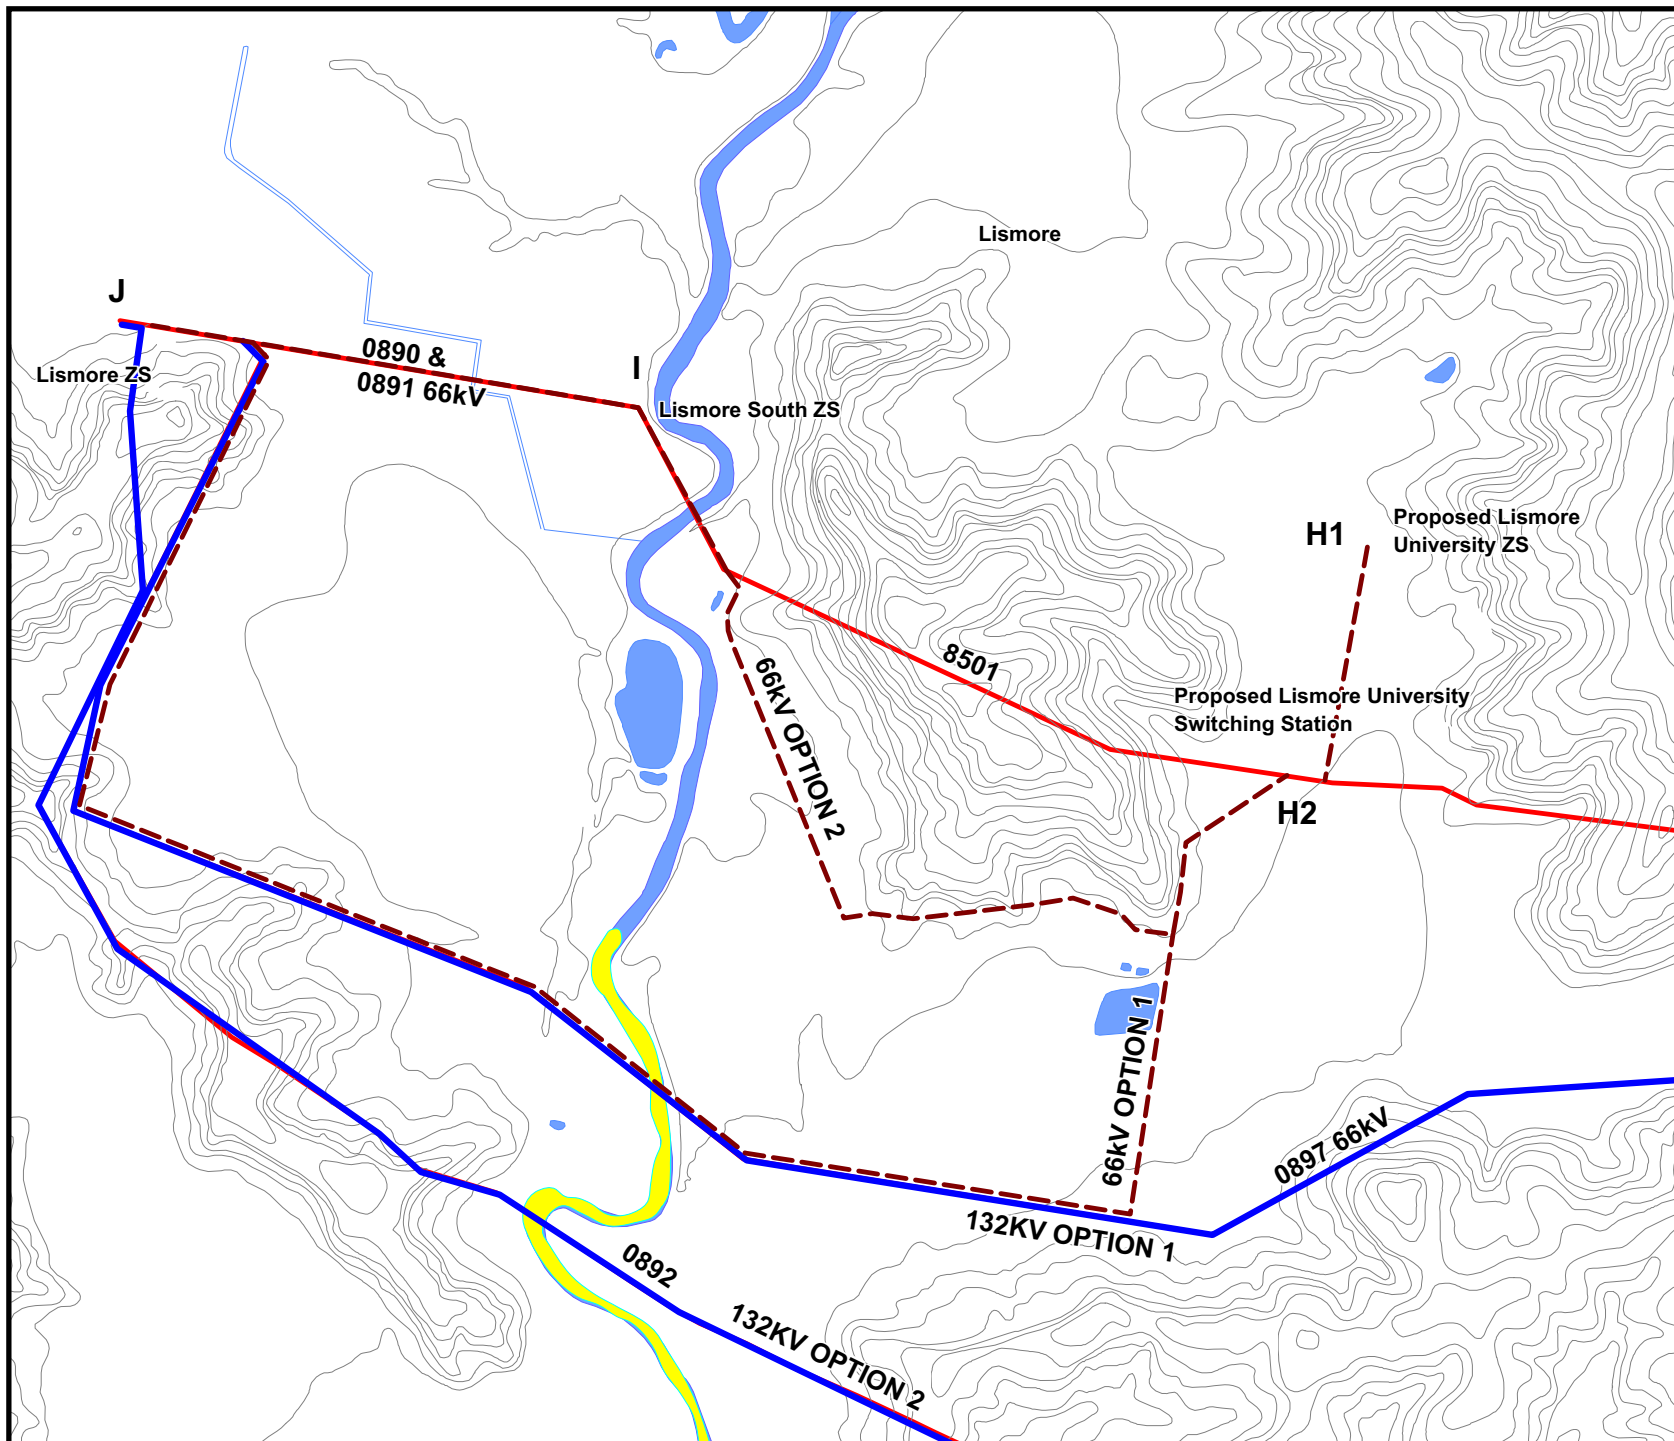 Lismore
J
0890 &
0891 66kV
I
Lismore ZS
Lismore South ZS
H1
Proposed Lismore
University ZS
8501
66kV OPTION 2
Proposed Lismore University
Switching Station
H2
66kV OPTION 1
0897 66kV
132KV OPTION 1
0892
132KV OPTION 2